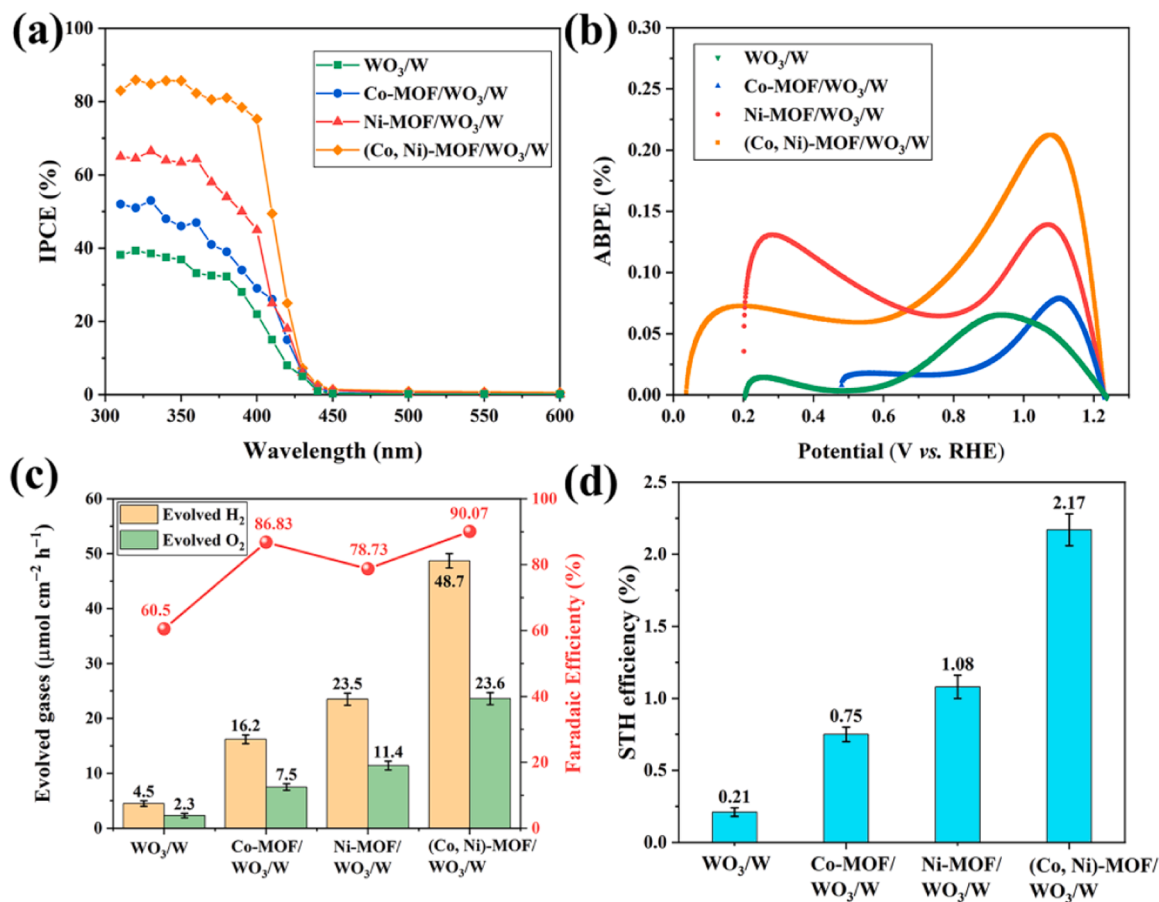 (a)
100
80
60
40
20
0
IPCE (%)
WO₃/W
Co-MOF/WO₃/W
Ni-MOF/WO₃/W
(Co, Ni)-MOF/WO₃/W
300 350 400 450 500 550 600
Wavelength (nm)
(b)
0.30
0.25
0.20
0.15
0.10
0.05
0.00
ABPE (%)
WO₃/W
Co-MOF/WO₃/W
Ni-MOF/WO₃/W
(Co, Ni)-MOF/WO₃/W
0.0 0.2 0.4 0.6 0.8 1.0 1.2
Potential (V vs. RHE)
(c)
60
50
40
30
20
10
0
Evolved gases (μmol cm⁻² h⁻¹)
Evolved H₂
Evolved O₂
60.5
86.83
78.73
90.07
4.5
2.3
16.2
7.5
23.5
11.4
48.7
23.6
100
80
60
40
20
0
Faradaic Efficienty (%)
WO₃/W
Co-MOF/
WO₃/W
Ni-MOF/
WO₃/W
(Co, Ni)-MOF/
WO₃/W
(d)
2.5
2.0
1.5
1.0
0.5
0.0
STH efficiency (%)
0.21
0.75
1.08
2.17
WO₃/W
Co-MOF/
WO₃/W
Ni-MOF/
WO₃/W
(Co, Ni)-MOF/
WO₃/W